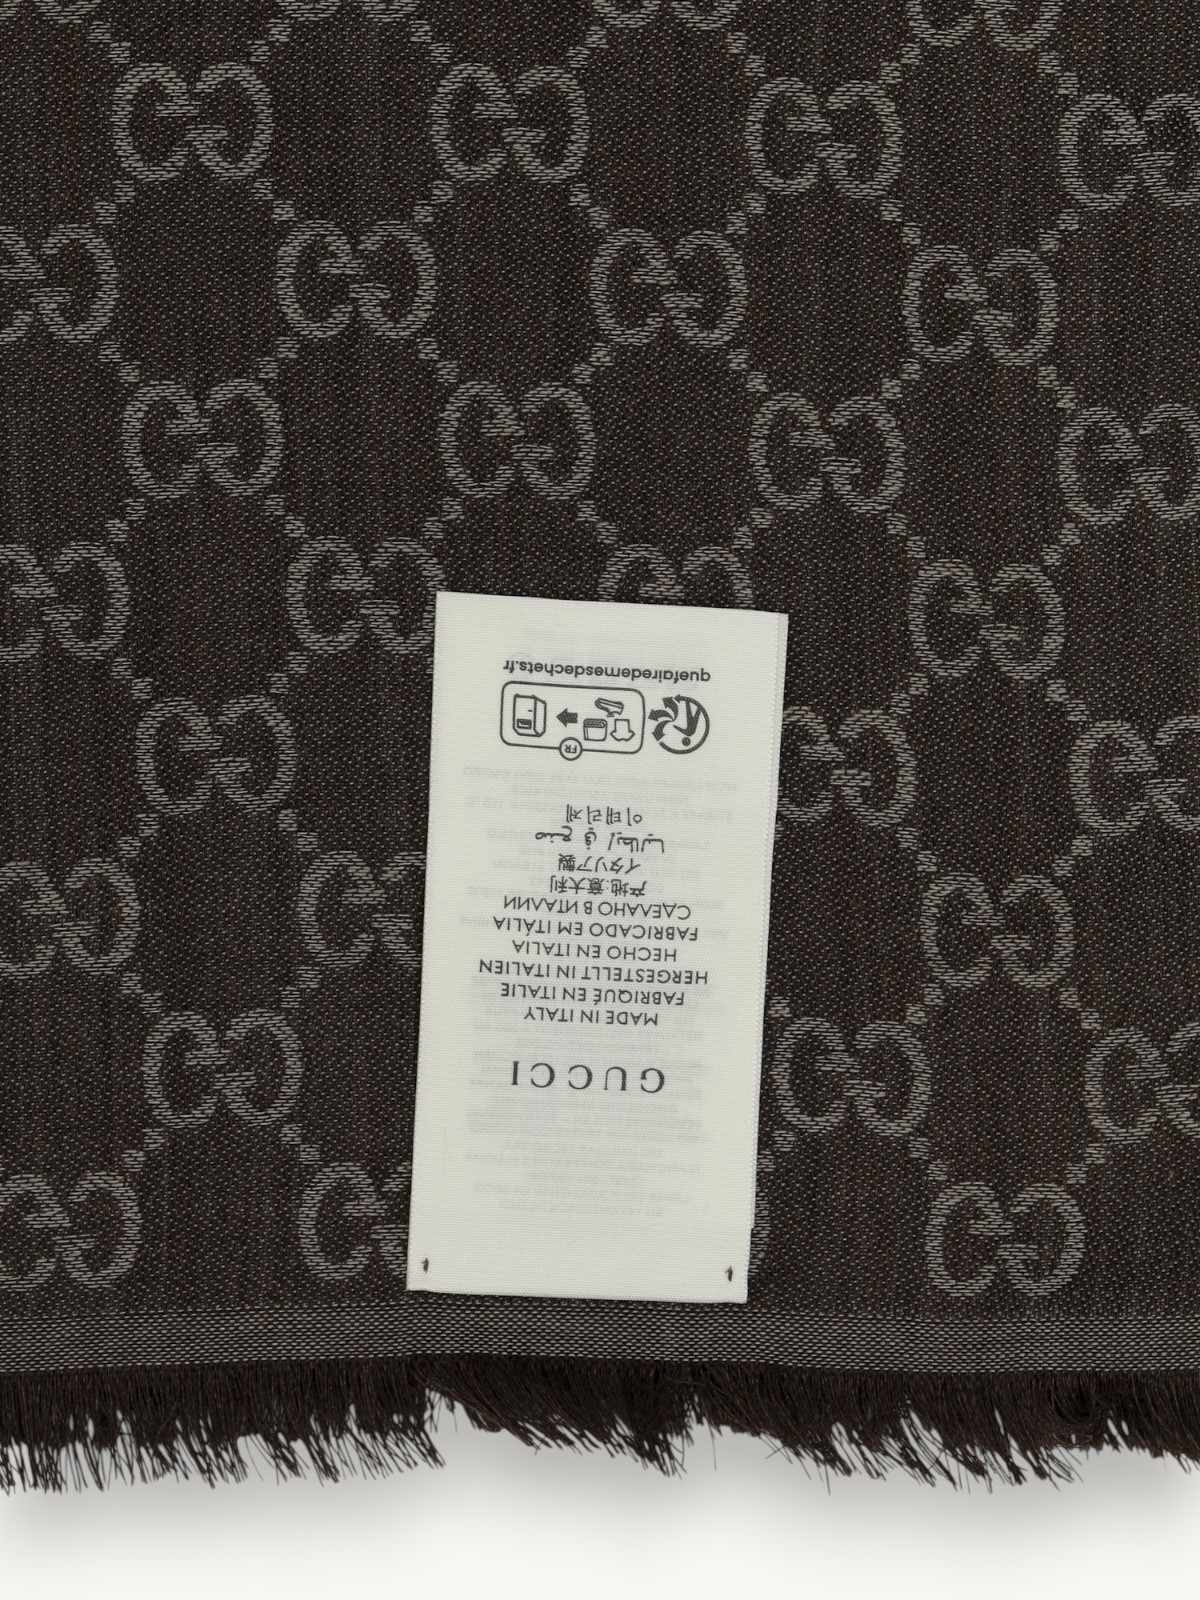 GUCCI
MADE IN ITALY
FABRIQUÉ EN ITALIE
HERGESTELLT IN ITALIEN
HECHO EN ITALIA
FABRICADO EM ITÁLIA
СДЕЛАНО В ИТАЛИИ
产地:意大利
イタリア製
صنع في إيطاليا
이태리제
FR
quefairedemesdechets.fr